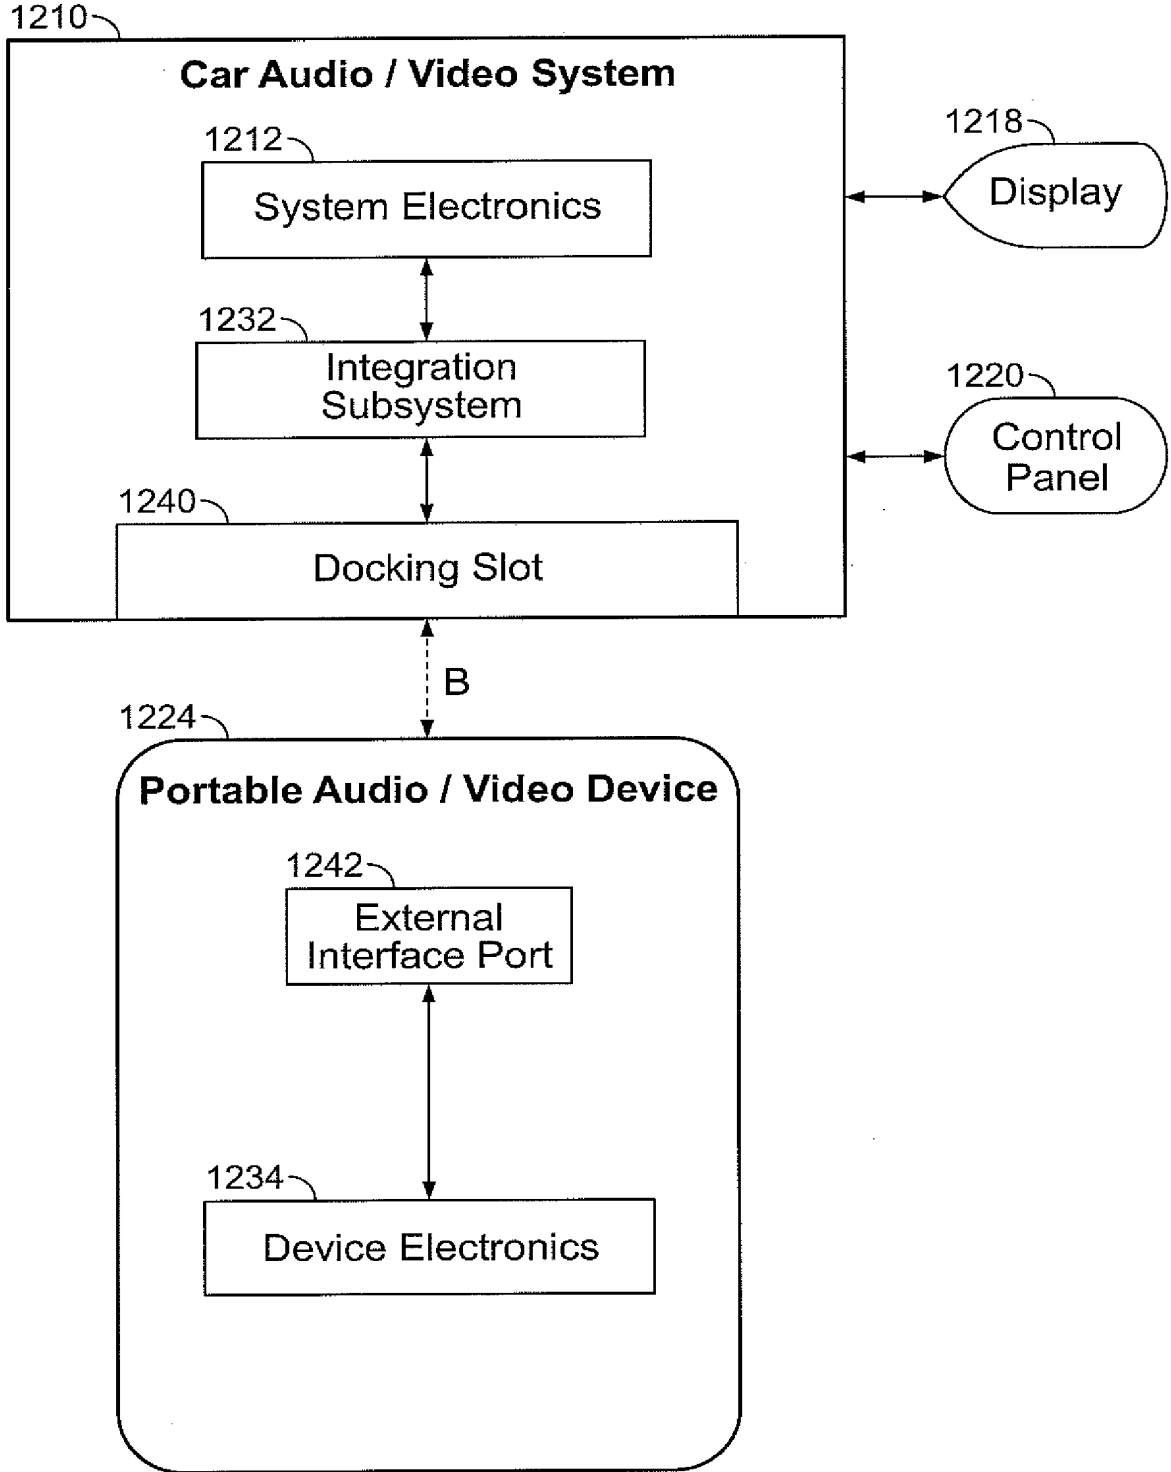 1210
Car Audio / Video System
1212
System Electronics
1218
Display
1232
Integration
Subsystem
1220
Control
Panel
1240
Docking Slot
B
1224
Portable Audio / Video Device
1242
External
Interface Port
1234
Device Electronics